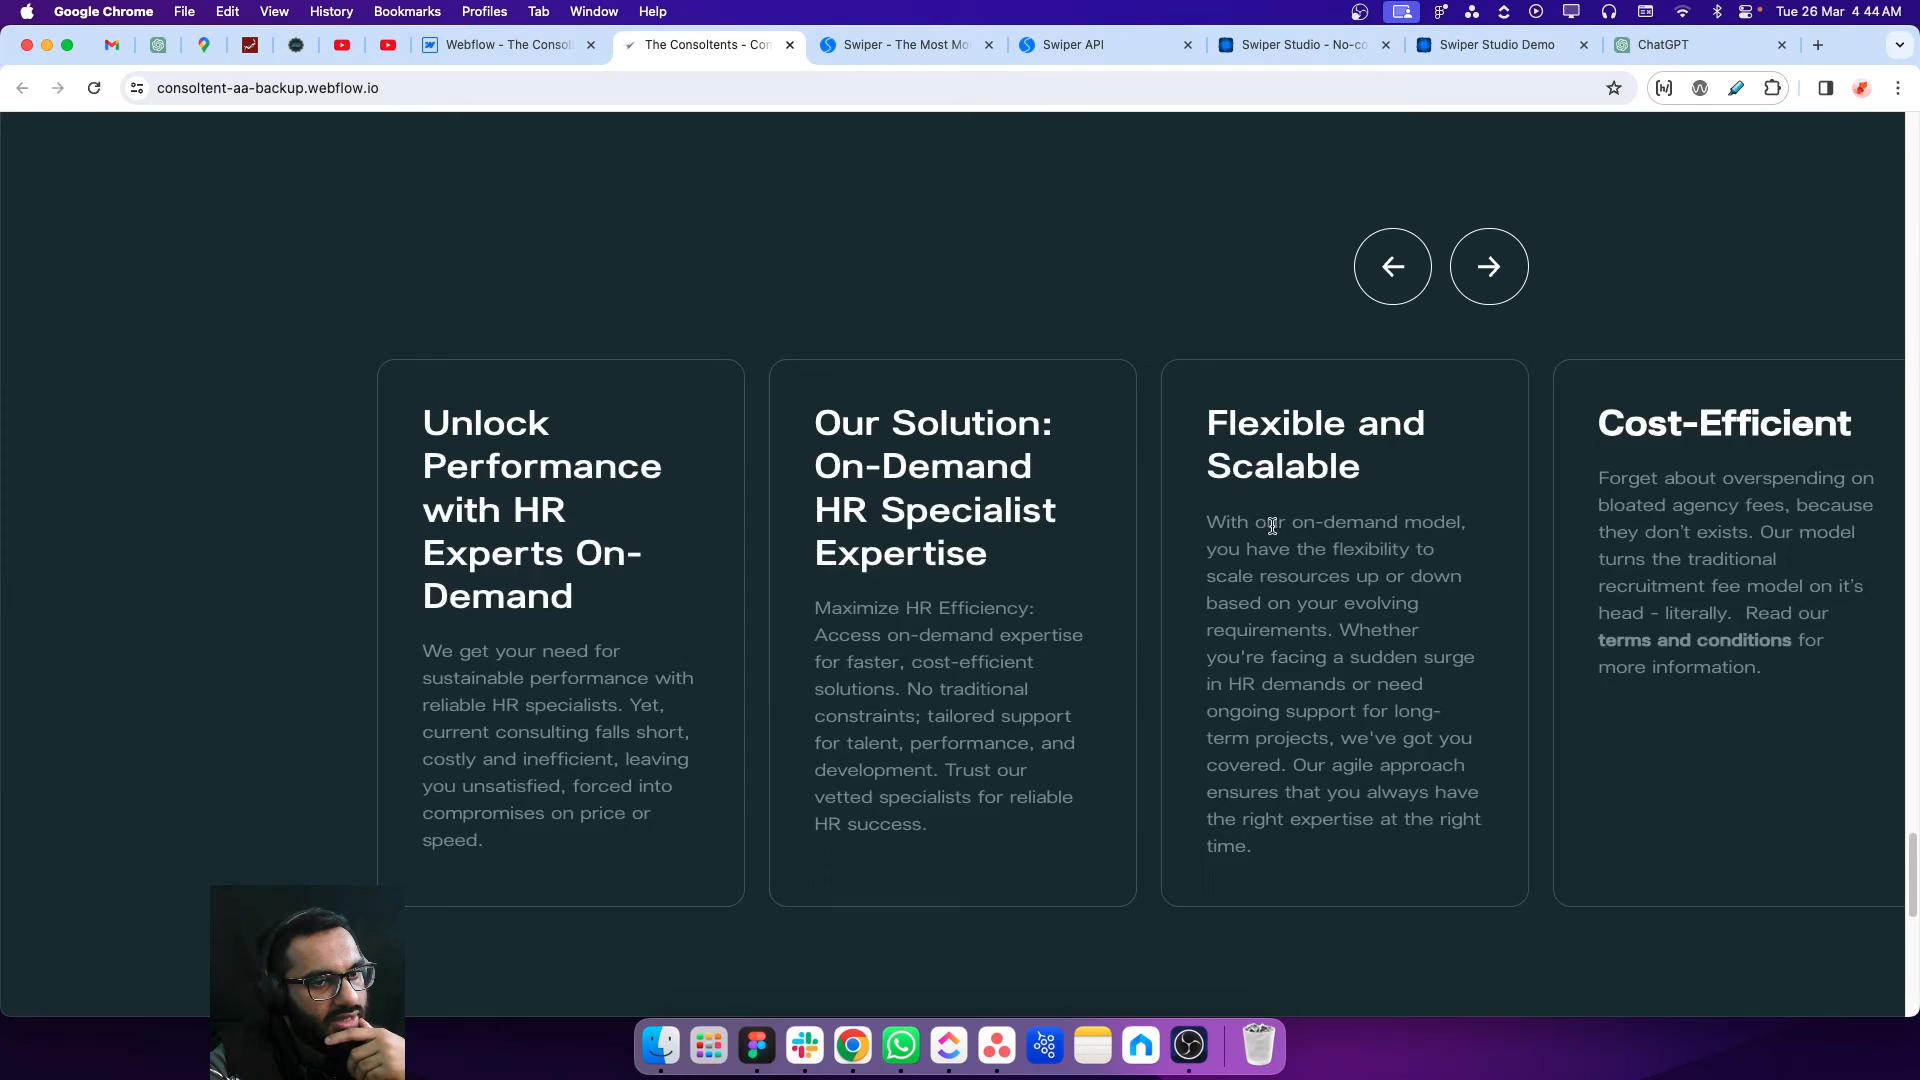 Google Chrome File Edit View History Bookmarks Profiles Tab Window Help Tue 26 Mar 4 44 AM
Webflow - The Consol The Consoltents - Con Swiper - The Most Mo Swiper API Swiper Studio - No-co Swiper Studio Demo ChatGPT
consoltent-aa-backup.webflow.io
Unlock
Performance
with HR
Experts On-
Demand
We get your need for
sustainable performance with
reliable HR specialists. Yet,
current consulting falls short,
costly and inefficient, leaving
you unsatisfied, forced into
compromises on price or
speed.
Our Solution:
On-Demand
HR Specialist
Expertise
Maximize HR Efficiency:
Access on-demand expertise
for faster, cost-efficient
solutions. No traditional
constraints; tailored support
for talent, performance, and
development. Trust our
vetted specialists for reliable
HR success.
Flexible and
Scalable
With our on-demand model,
you have the flexibility to
scale resources up or down
based on your evolving
requirements. Whether
you're facing a sudden surge
in HR demands or need
ongoing support for long-
term projects, we've got you
covered. Our agile approach
ensures that you always have
the right expertise at the right
time.
Cost-Efficient
Forget about overspending on
bloated agency fees, because
they don’t exists. Our model
turns the traditional
recruitment fee model on it’s
head - literally.  Read our
terms and conditions for
more information.